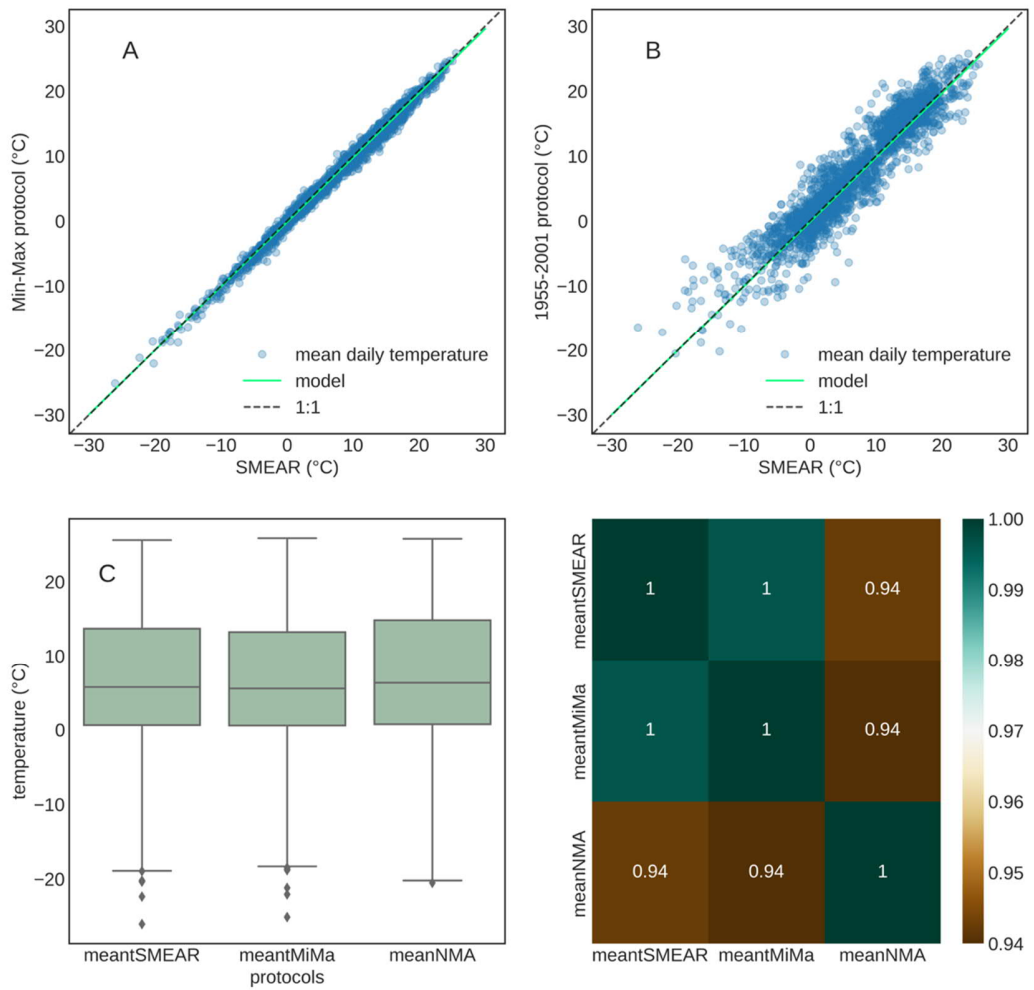 A
30
20
10
0
−10
−20
−30
Min-Max protocol (°C)
mean daily temperature
model
1:1
−30 −20 −10 0 10 20 30
SMEAR (°C)
B
30
20
10
0
−10
−20
−30
1955-2001 protocol (°C)
mean daily temperature
model
1:1
−30 −20 −10 0 10 20 30
SMEAR (°C)
C
20
10
0
−10
−20
temperature (°C)
meantSMEAR meantMiMa meanNMA
protocols
meantSMEAR
1 1 0.94
meantMiMa
1 1 0.94
meanNMA
0.94 0.94 1
meantSMEAR meantMiMa meanNMA
1.00
0.99
0.98
0.97
0.96
0.95
0.94